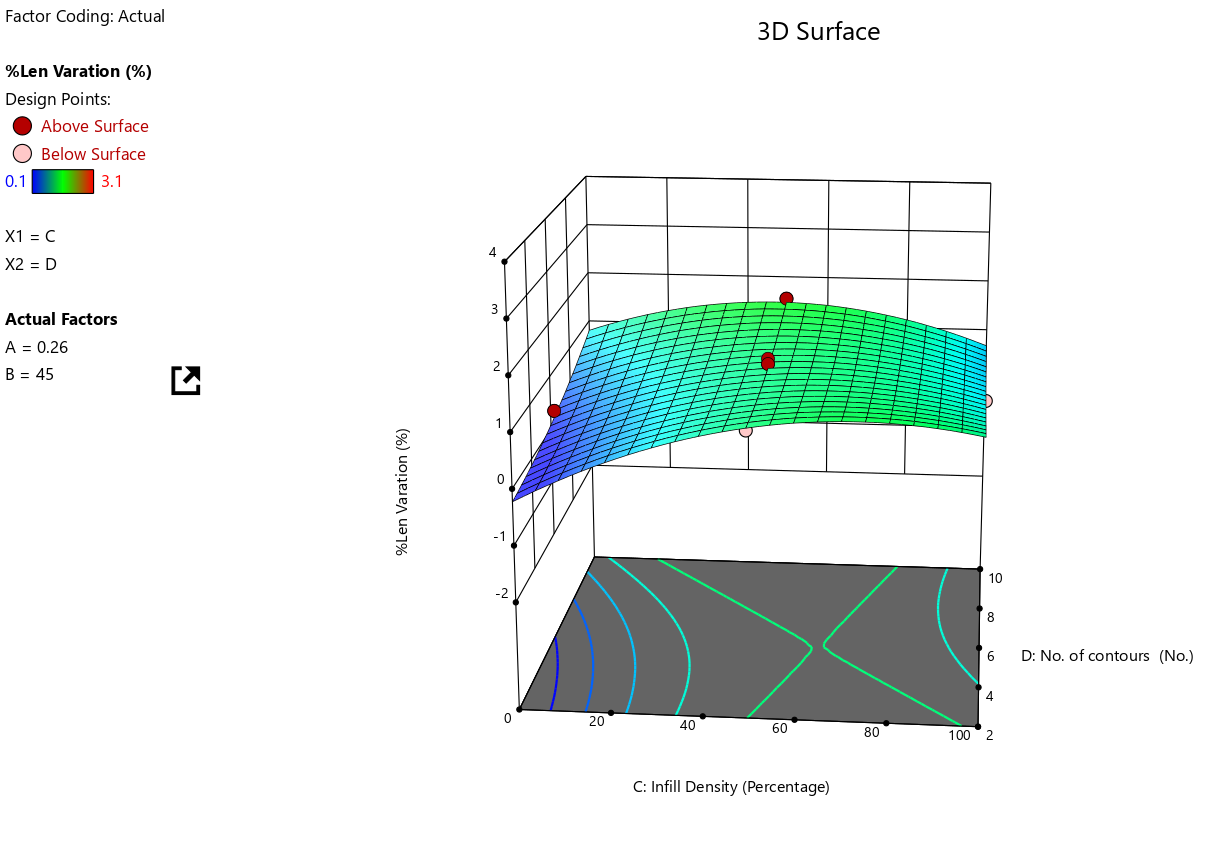 Factor Coding: Actual
3D Surface
%Len Varation (%)
Design Points:
Above Surface
Below Surface
0.1 3.1
X1 = C
X2 = D
Actual Factors
A = 0.26
B = 45
4
3
2
1
0
-1
-2
%Len Varation (%)
0
20
40
60
80
100
C: Infill Density (Percentage)
10
8
6
4
2
D: No. of contours (No.)